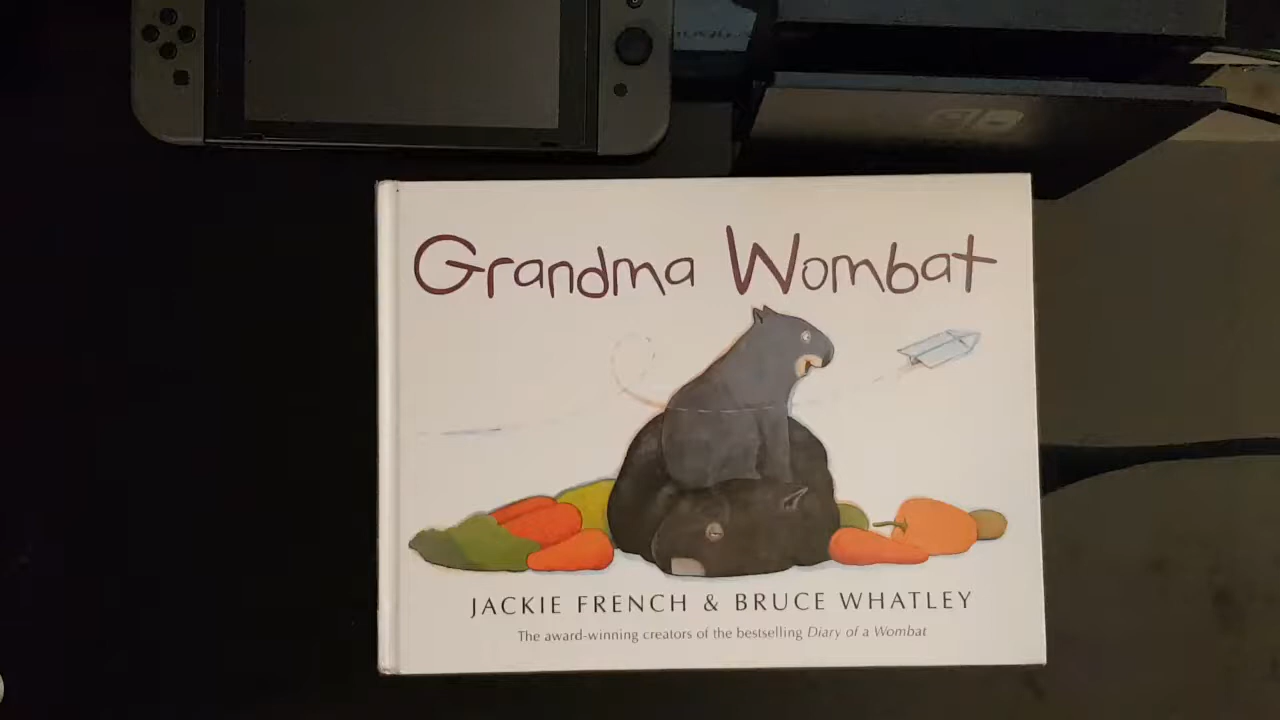 Grandma Wombat
JACKIE FRENCH & BRUCE WHATLEY
The award-winning creators of the bestselling Diary of a Wombat